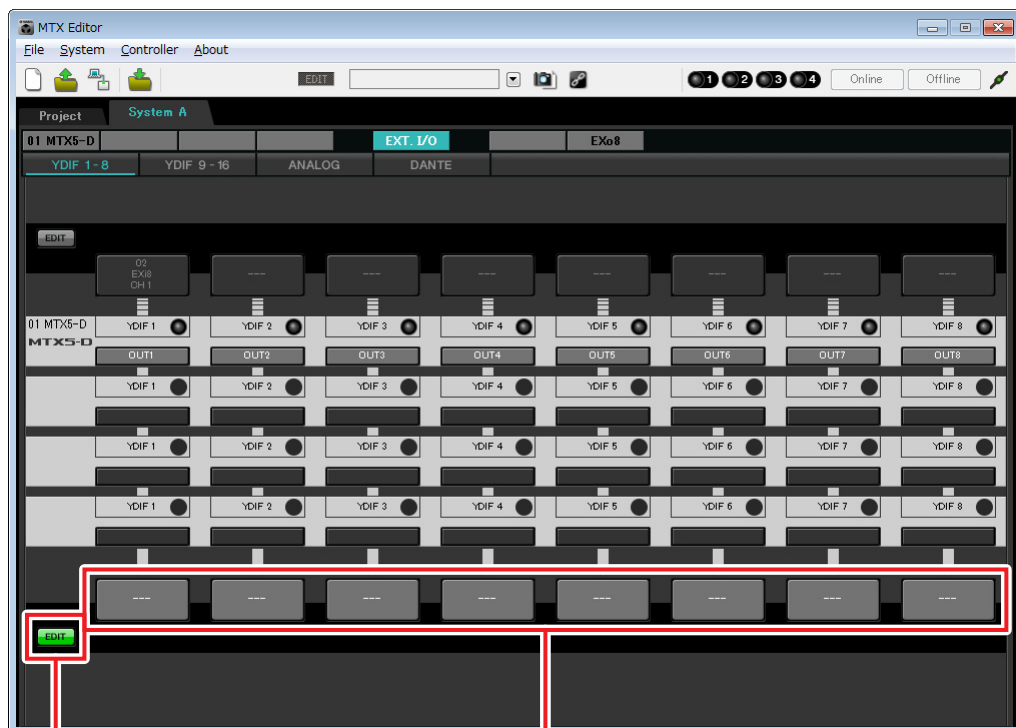 MTX Editor
File System Controller About
EDIT 1 2 3 4 Online Offline
Project System A
01 MTX5-D EXT. I/O EXo8
YDIF 1 - 8 YDIF 9 - 16 ANALOG DANTE
EDIT
02
EXi8
CH 1
--- --- --- --- --- --- ---
01 MTX5-D YDIF 1 YDIF 2 YDIF 3 YDIF 4 YDIF 5 YDIF 6 YDIF 7 YDIF 8
MTX5-D
OUT1 OUT2 OUT3 OUT4 OUT5 OUT6 OUT7 OUT8
YDIF 1 YDIF 2 YDIF 3 YDIF 4 YDIF 5 YDIF 6 YDIF 7 YDIF 8
YDIF 1 YDIF 2 YDIF 3 YDIF 4 YDIF 5 YDIF 6 YDIF 7 YDIF 8
YDIF 1 YDIF 2 YDIF 3 YDIF 4 YDIF 5 YDIF 6 YDIF 7 YDIF 8
--- --- --- --- --- --- --- ---
EDIT